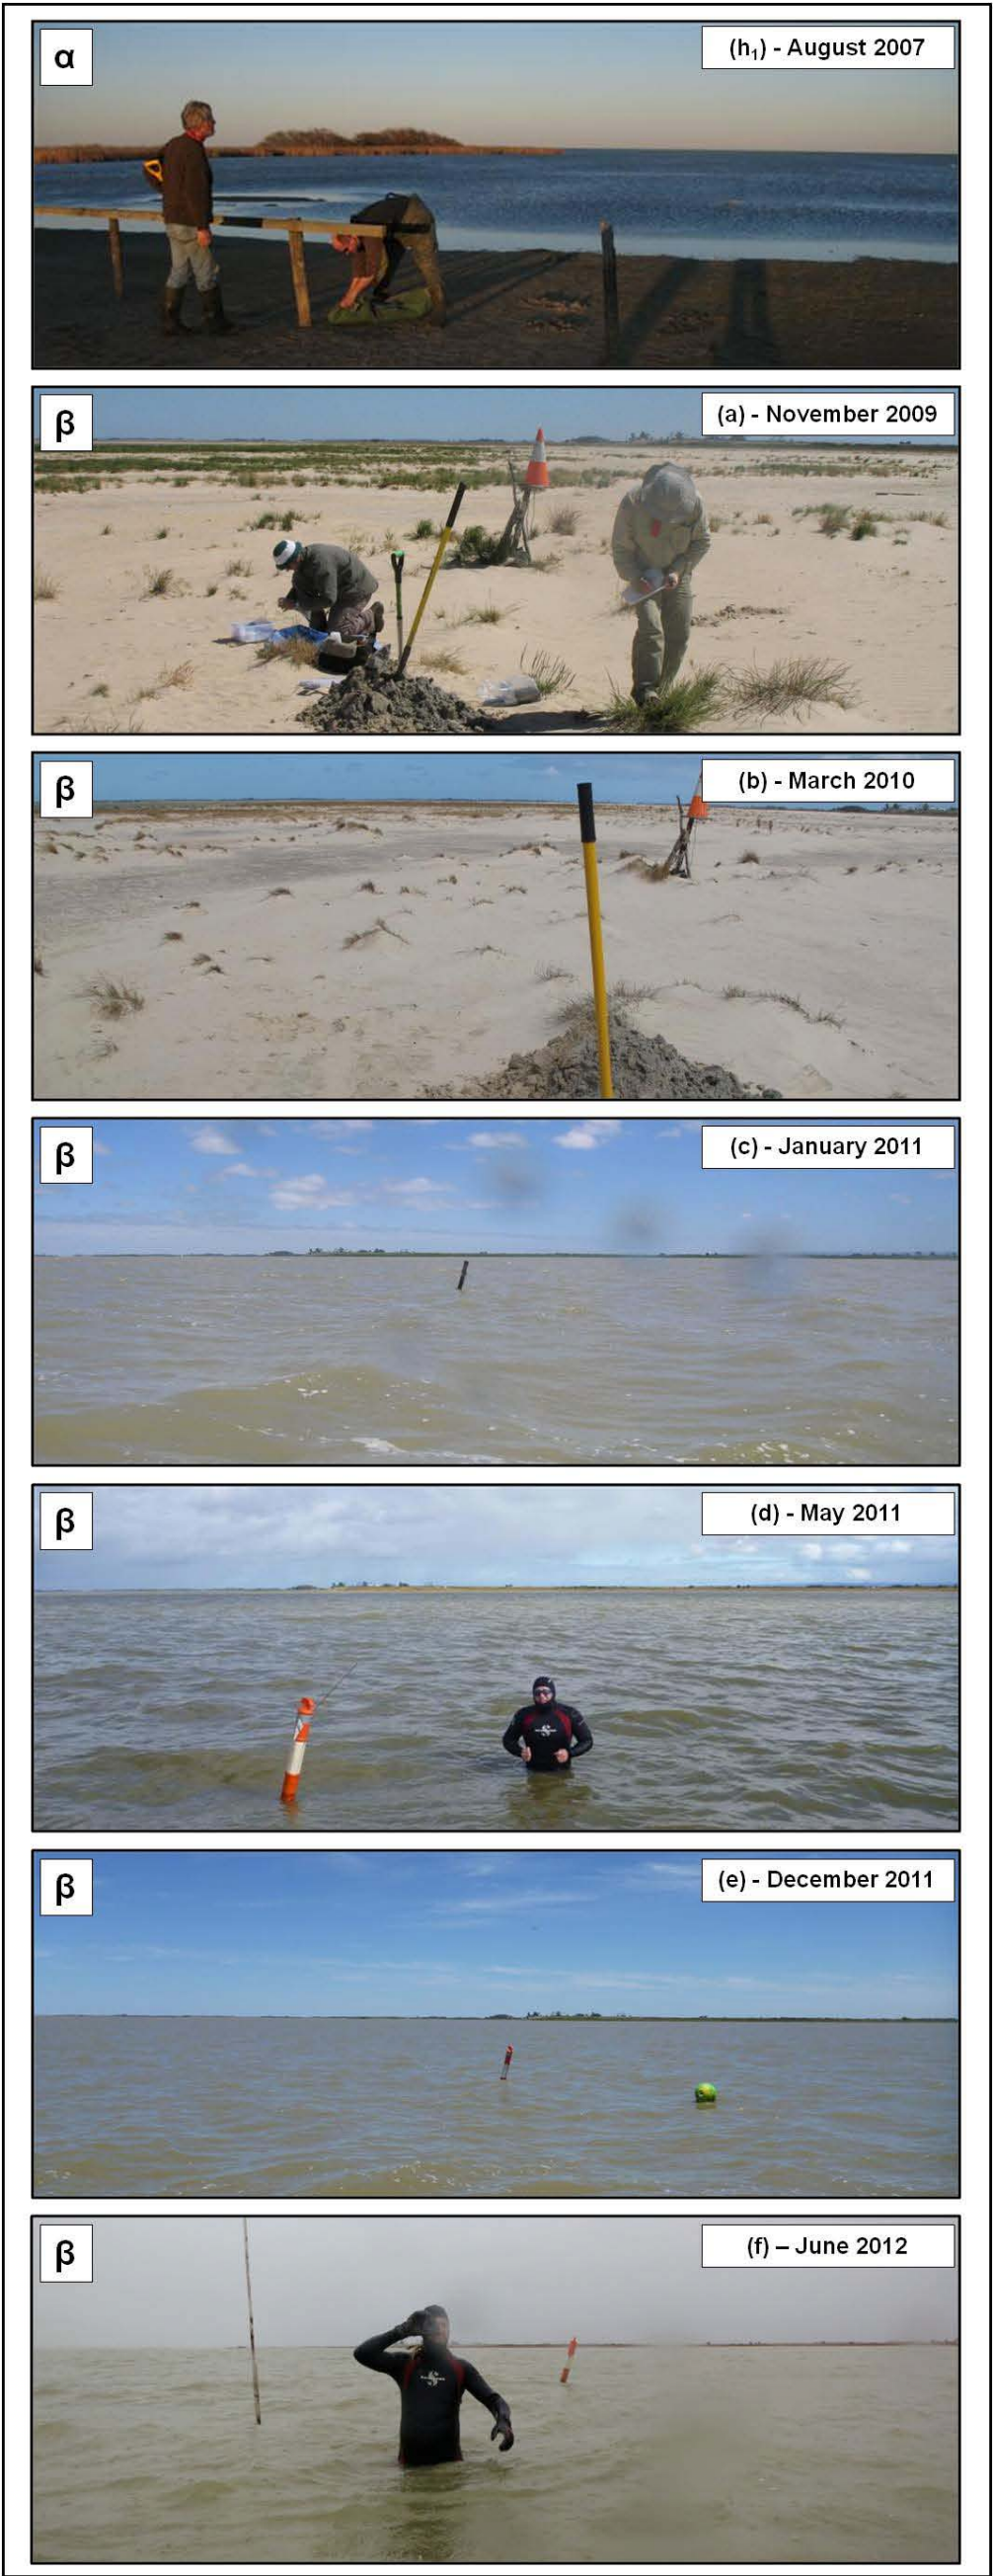 α
(h₁) - August 2007
β
(a) - November 2009
β
(b) - March 2010
β
(c) - January 2011
β
(d) - May 2011
β
(e) - December 2011
β
(f) – June 2012